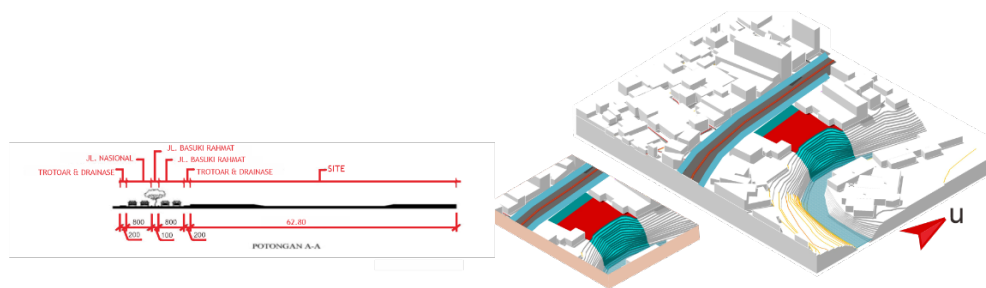 JL. BASUKI RAHMAT
JL. NASIONAL
JL. BASUKI RAHMAT
TROTOAR & DRAINASE
TROTOAR & DRAINASE
SITE
800
800
62.80
200
100
200
POTONGAN A-A
u